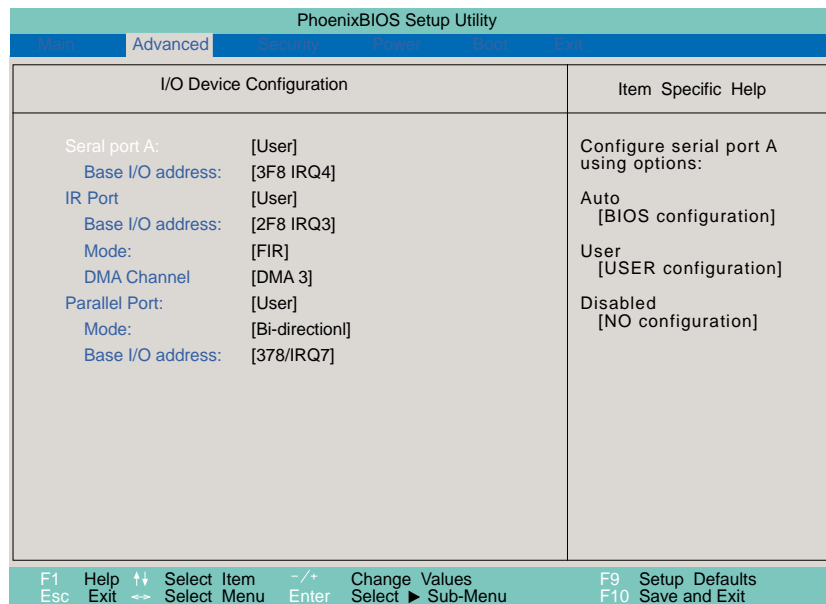 PhoenixBIOS Setup Utility
Main Advanced Security Power Boot Exit
I/O Device Configuration
Item Specific Help
Seral port A: [User]
Base I/O address: [3F8 IRQ4]
IR Port [User]
Base I/O address: [2F8 IRQ3]
Mode: [FIR]
DMA Channel [DMA 3]
Parallel Port: [User]
Mode: [Bi-directionl]
Base I/O address: [378/IRQ7]
Configure serial port A
using options:
Auto
[BIOS configuration]
User
[USER configuration]
Disabled
[NO configuration]
F1 Help ↑↓ Select Item -/+ Change Values F9 Setup Defaults
Esc Exit <-> Select Menu Enter Select ▶ Sub-Menu F10 Save and Exit